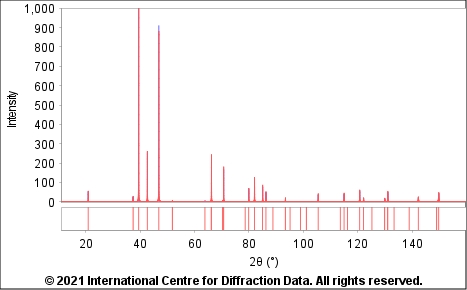 1,000
900
800
700
600
500
400
300
200
100
0
Intensity
20 40 60 80 100 120 140
2θ (°)
© 2021 International Centre for Diffraction Data. All rights reserved.